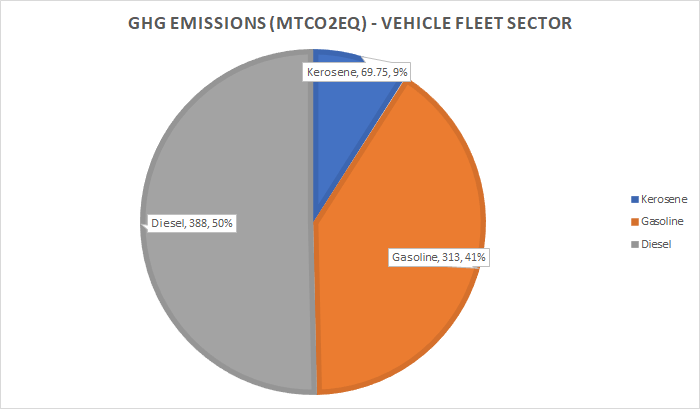 GHG EMISSIONS (MTCO2EQ) - VEHICLE FLEET SECTOR
Kerosene, 69.75, 9%
Diesel, 388, 50%
Gasoline, 313, 41%
Kerosene
Gasoline
Diesel